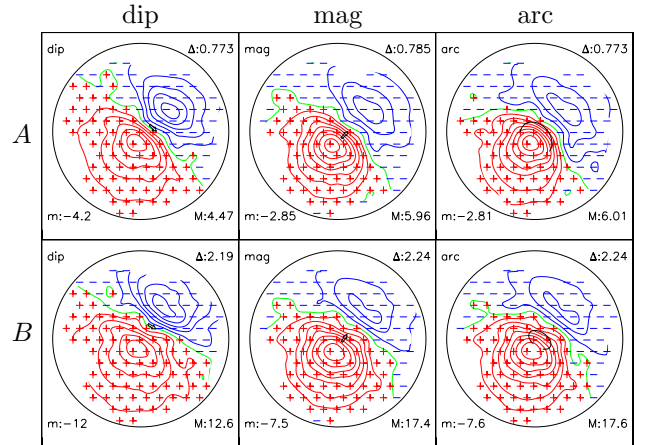 dip mag arc
A
dip Δ:0.773 mag Δ:0.785 arc Δ:0.773
m:−4.2 M:4.47 m:−2.85 M:5.96 m:−2.81 M:6.01
B
dip Δ:2.19 mag Δ:2.24 arc Δ:2.24
m:−12 M:12.6 m:−7.5 M:17.4 m:−7.6 M:17.6